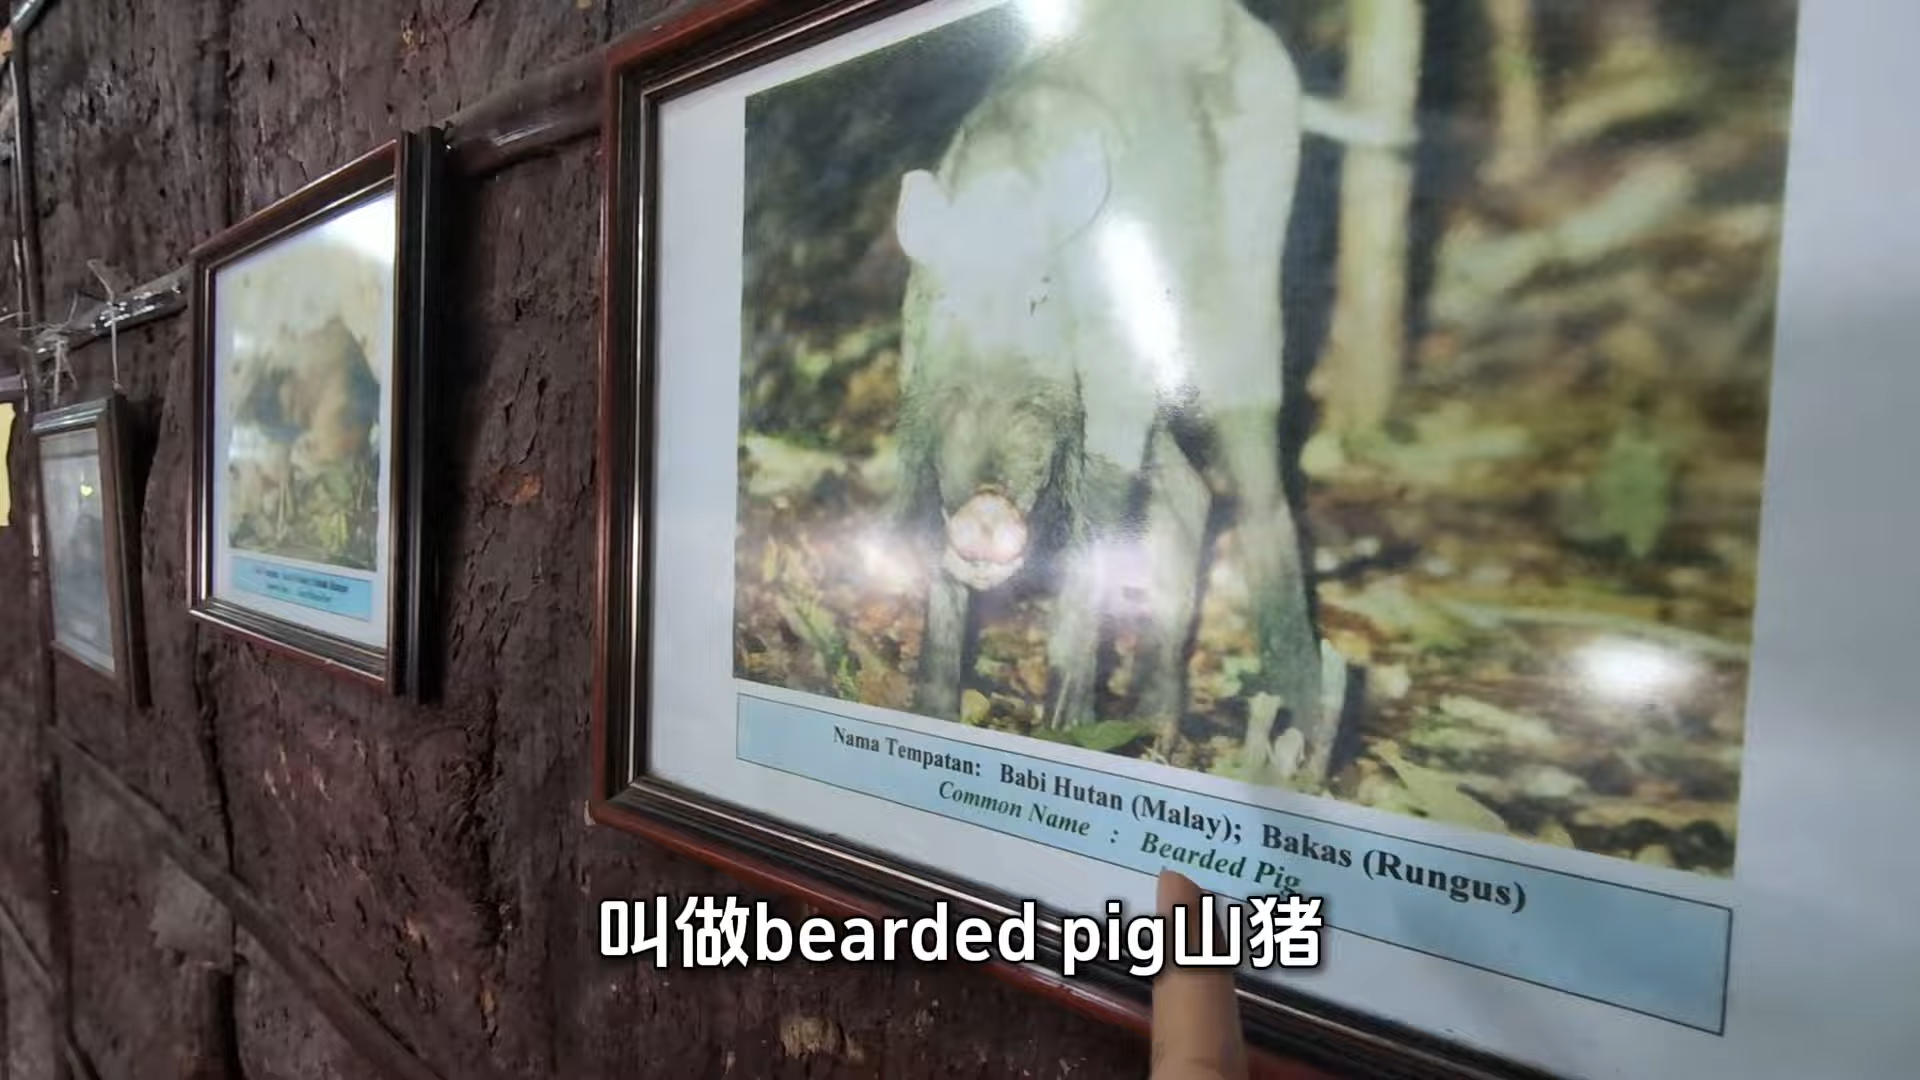 Nama Tempatan: Babi Hutan (Malay); Bakas (Rungus)
Common Name : Bearded Pig
叫做bearded pig山猪